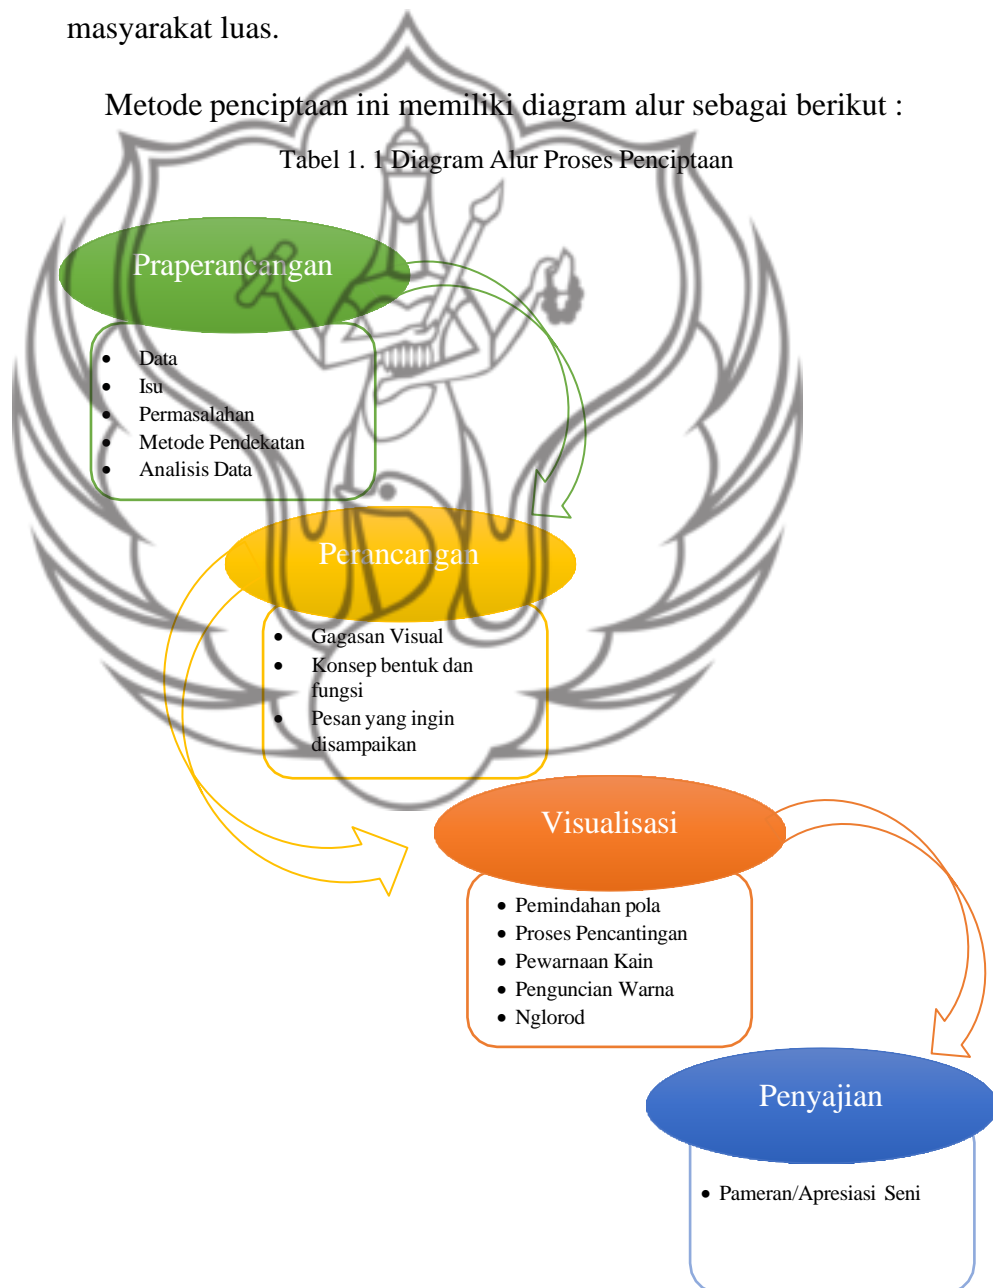 masyarakat luas.
Metode penciptaan ini memiliki diagram alur sebagai berikut :
Tabel 1. 1 Diagram Alur Proses Penciptaan
Praperancangan
• Data
• Isu
• Permasalahan
• Metode Pendekatan
• Analisis Data
Perancangan
• Gagasan Visual
• Konsep bentuk dan
fungsi
• Pesan yang ingin
disampaikan
Visualisasi
• Pemindahan pola
• Proses Pencantingan
• Pewarnaan Kain
• Penguncian Warna
• Nglorod
Penyajian
• Pameran/Apresiasi Seni